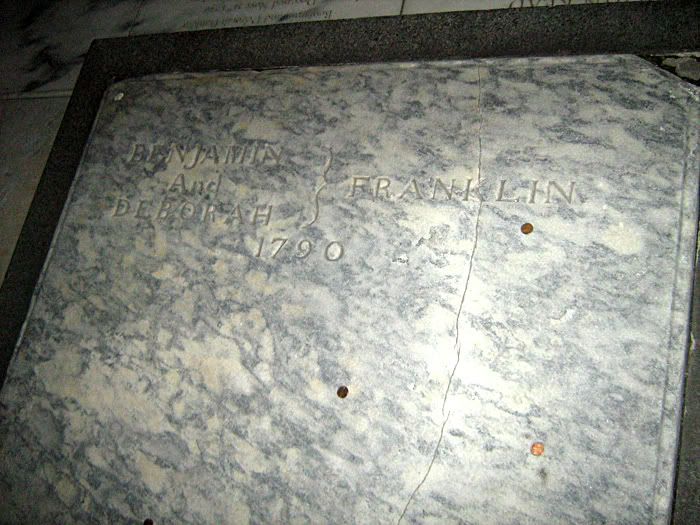 BENJAMIN
And
DEBORAH
} FRANKLIN
1790